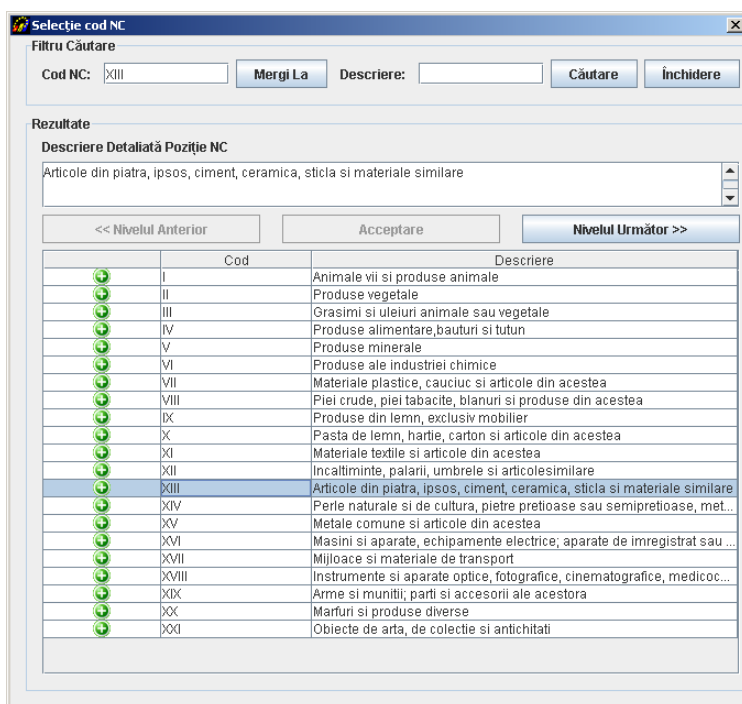 Selecție cod NC
Filtru Căutare
Cod NC: XIII Mergi La Descriere: Căutare Închidere
Rezultate
Descriere Detaliată Poziție NC
Articole din piatra, ipsos, ciment, ceramica, sticla si materiale similare
<< Nivelul Anterior Acceptare Nivelul Următor >>
Cod Descriere
I Animale vii si produse animale
II Produse vegetale
III Grasimi si uleiuri animale sau vegetale
IV Produse alimentare,bauturi si tutun
V Produse minerale
VI Produse ale industriei chimice
VII Materiale plastice, cauciuc si articole din acestea
VIII Piei crude, piei tabacite, blanuri si produse din acestea
IX Produse din lemn, exclusiv mobilier
X Pasta de lemn, hartie, carton si articole din acestea
XI Materiale textile si articole din acestea
XII Incaltiminte, palarii, umbrele si articolesimilare
XIII Articole din piatra, ipsos, ciment, ceramica, sticla si materiale similare
XIV Perle naturale si de cultura, pietre pretioase sau semipretioase, met...
XV Metale comune si articole din acestea
XVI Masini si aparate, echipamente electrice; aparate de imregistrat sau ...
XVII Mijloace si materiale de transport
XVIII Instrumente si aparate optice, fotografice, cinematografice, medicoc...
XIX Arme si munitii; parti si accesorii ale acestora
XX Marfuri si produse diverse
XXI Obiecte de arta, de colectie si antichitati